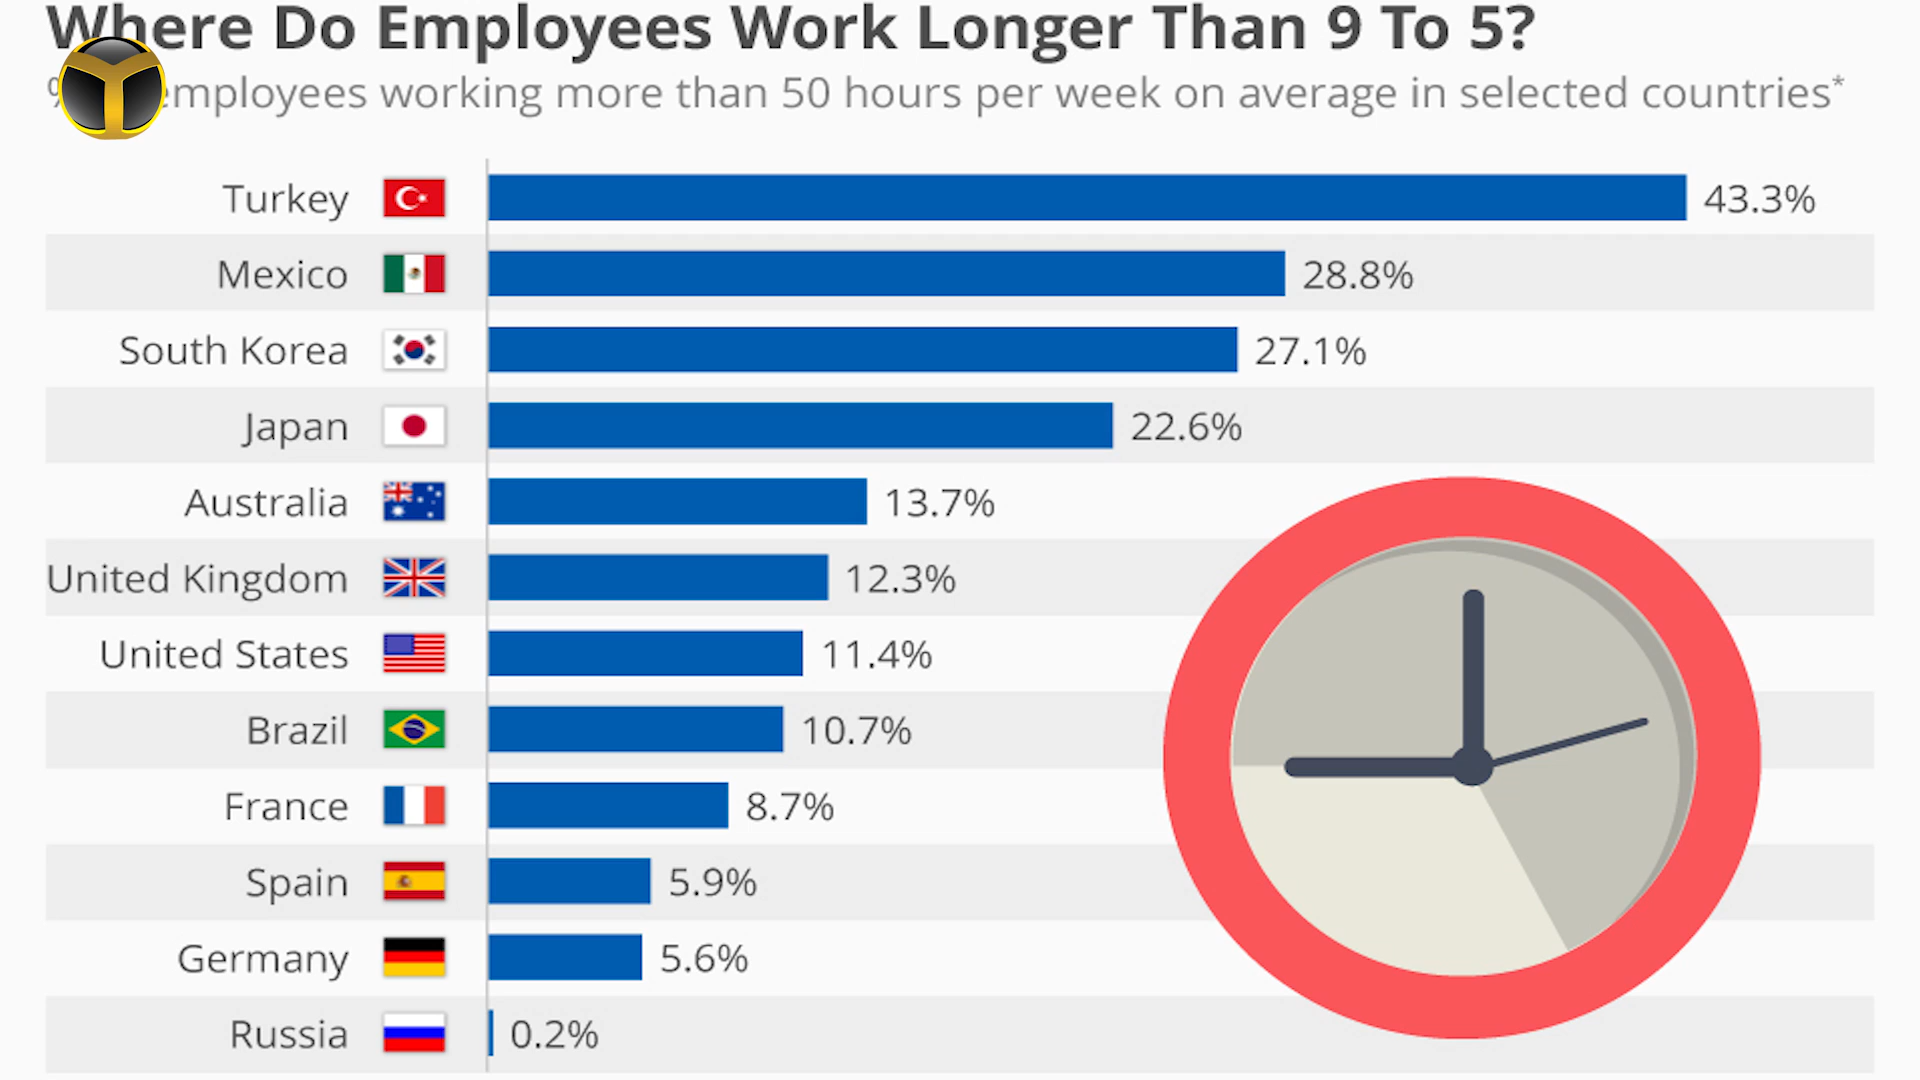 Where Do Employees Work Longer Than 9 To 5?
employees working more than 50 hours per week on average in selected countries*
Turkey 43.3%
Mexico 28.8%
South Korea 27.1%
Japan 22.6%
Australia 13.7%
United Kingdom 12.3%
United States 11.4%
Brazil 10.7%
France 8.7%
Spain 5.9%
Germany 5.6%
Russia 0.2%